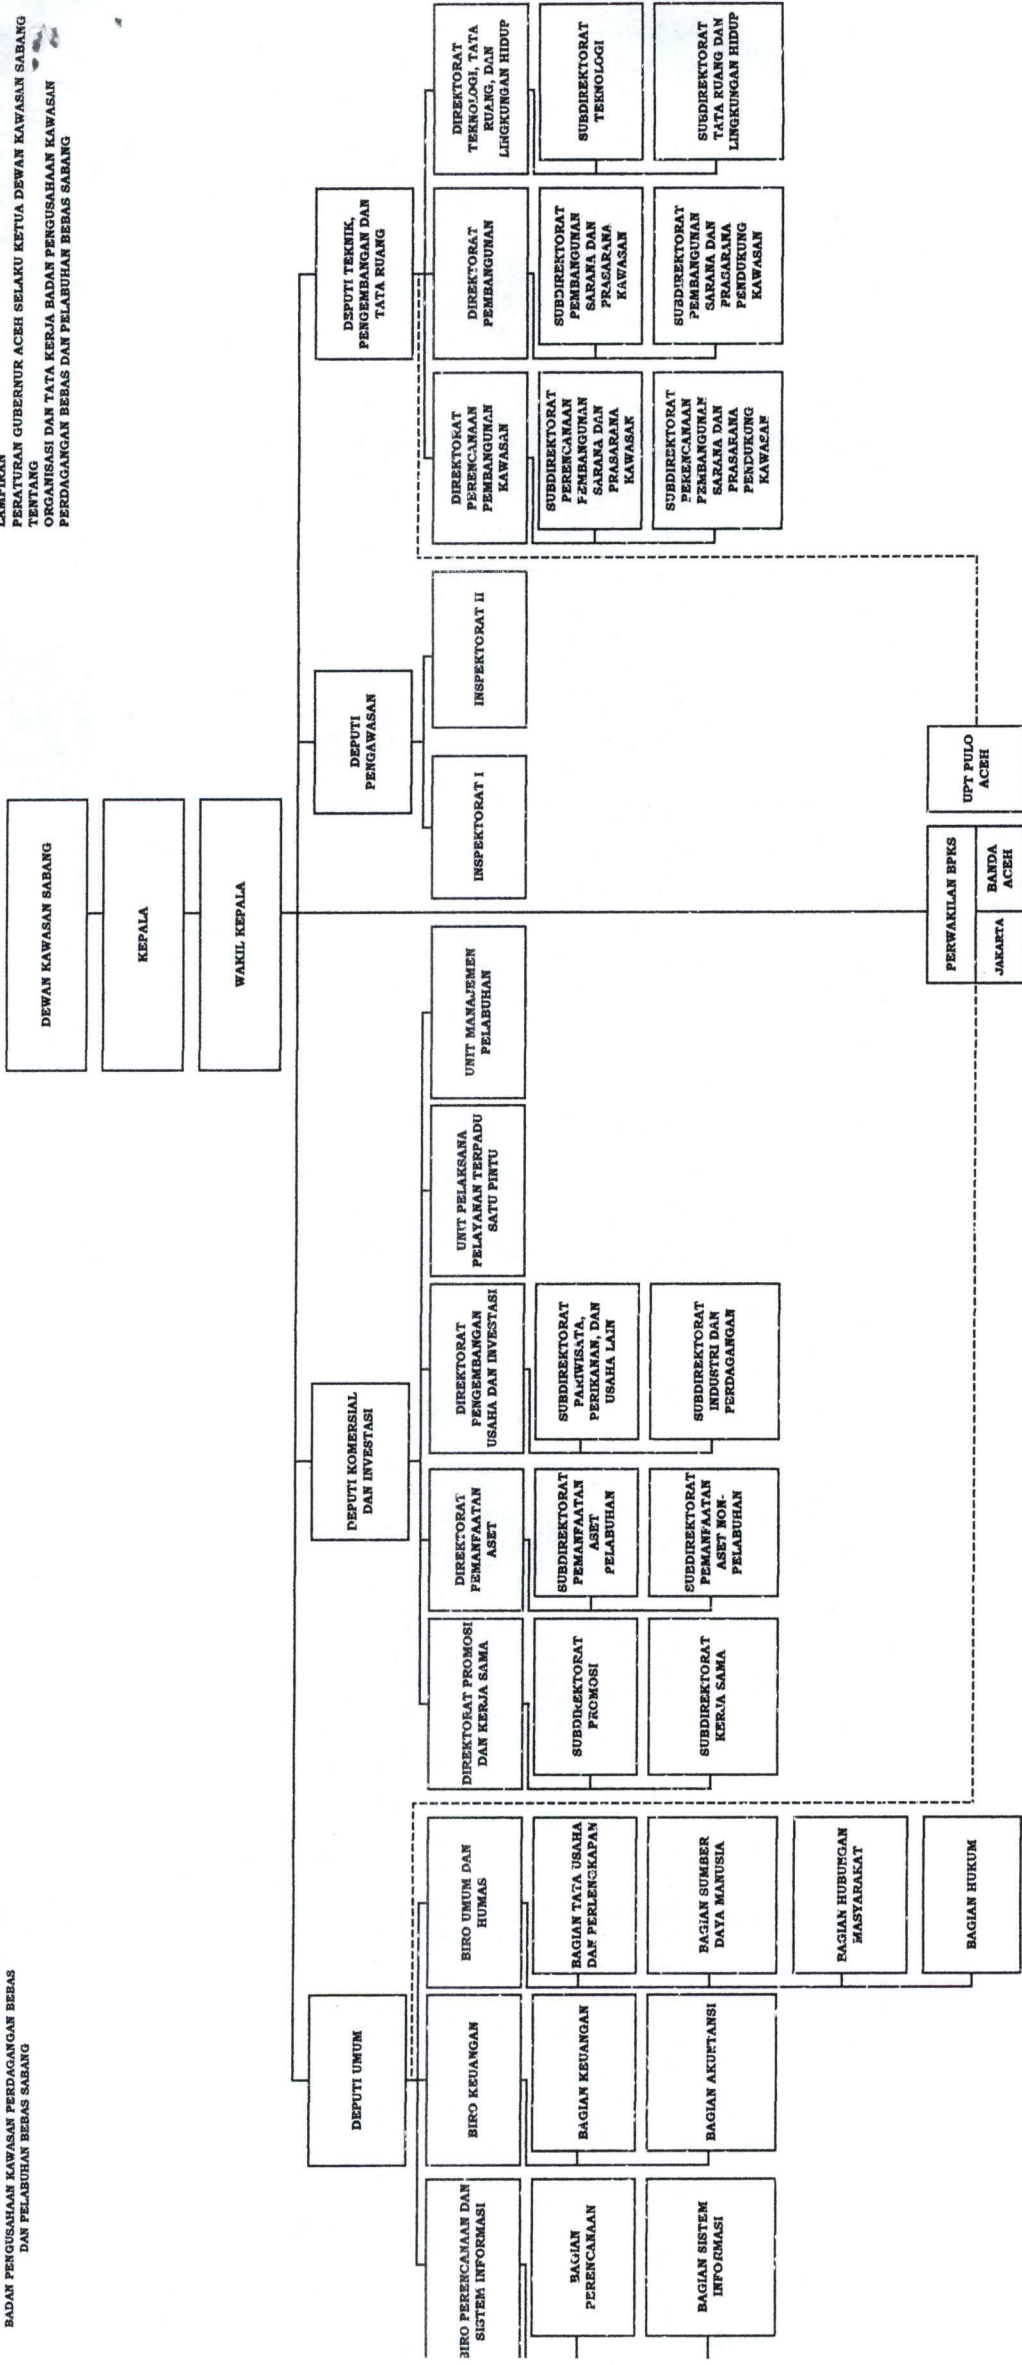 BADAN PENGUSAHAAN KAWASAN PERDAGANGAN BEBAS
DAN PELABUHAN BEBAS SABANG
LAMPIRAN
PERATURAN GUBERNUR ACEH SELAKU KETUA DEWAN KAWASAN SABANG
TENTANG
ORGANISASI DAN TATA KERJA BADAN PENGUSAHAAN KAWASAN
PERDAGANGAN BEBAS DAN PELABUHAN BEBAS SABANG
DEWAN KAWASAN SABANG
KEPALA
WAKIL KEPALA
DEPUTI UMUM
DEPUTI KOMERSIAL
DAN INVESTASI
DEPUTI
PENGAWASAN
DEPUTI TEKNIK,
PENGEMBANGAN DAN
TATA RUANG
BIRO PERENCANAAN DAN
SISTEM INFORMASI
BIRO KEUANGAN
BIRO UMUM DAN
HUMAS
DIREKTORAT PROMOSI
DAN KERJA SAMA
DIREKTORAT
PEMANFAATAN
ASET
DIREKTORAT
PENGEMBANGAN
USAHA DAN INVESTASI
UNIT PELAKSANA
PELAYANAN TERPADU
SATU PINTU
UNIT MANAJEMEN
PELABUHAN
INSPEKTORAT I
INSPEKTORAT II
DIREKTORAT
PERENCANAAN
PEMBANGUNAN
KAWASAN
DIREKTORAT
PEMBANGUNAN
DIREKTORAT
TEKNOLOGI, TATA
RUANG, DAN
LINGKUNGAN HIDUP
BAGIAN
PERENCANAAN
BAGIAN KEUANGAN
BAGIAN TATA USAHA
DAN PERLENGKAPAN
SUBDIREKTORAT
PROMOSI
SUBDIREKTORAT
PEMANFAATAN
ASET
PELABUHAN
SUBDIREKTORAT
PARIWISATA,
PERIKANAN, DAN
USAHA LAIN
SUBDIREKTORAT
PERENCANAAN
PEMBANGUNAN
SARANA DAN
PRASARANA
KAWASAN
SUBDIREKTORAT
PEMBANGUNAN
SARANA DAN
PRASARANA
KAWASAN
SUBDIREKTORAT
TEKNOLOGI
BAGIAN SISTEM
INFORMASI
BAGIAN AKUNTANSI
BAGIAN SUMBER
DAYA MANUSIA
SUBDIREKTORAT
KERJA SAMA
SUBDIREKTORAT
PEMANFAATAN
ASET NON-
PELABUHAN
SUBDIREKTORAT
INDUSTRI DAN
PERDAGANGAN
SUBDIREKTORAT
PERENCANAAN
PEMBANGUNAN
SARANA DAN
PRASARANA
PENDUKUNG
KAWASAN
SUBDIREKTORAT
PEMBANGUNAN
SARANA DAN
PRASARANA
PENDUKUNG
KAWASAN
SUBDIREKTORAT
TATA RUANG DAN
LINGKUNGAN HIDUP
BAGIAN HUBUNGAN
MASYARAKAT
BAGIAN HUKUM
PERWAKILAN BPKS
JAKARTA
BANDA
ACEH
UPT PULO
ACEH